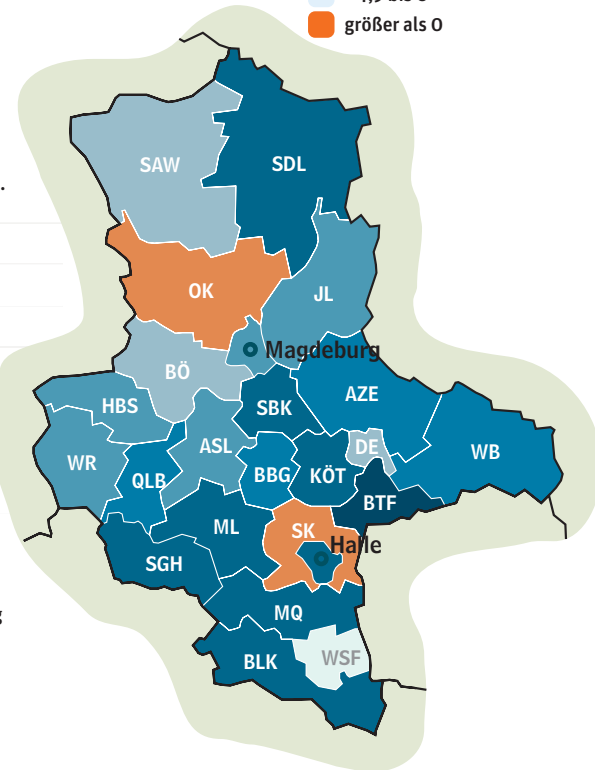 größer als 0
SAW
SDL
OK
JL
Magdeburg
BÖ
AZE
HBS
SBK
ASL
DE
WB
WR
QLB
BBG
KÖT
BTF
ML
SK
Halle
SGH
MQ
BLK
WSF